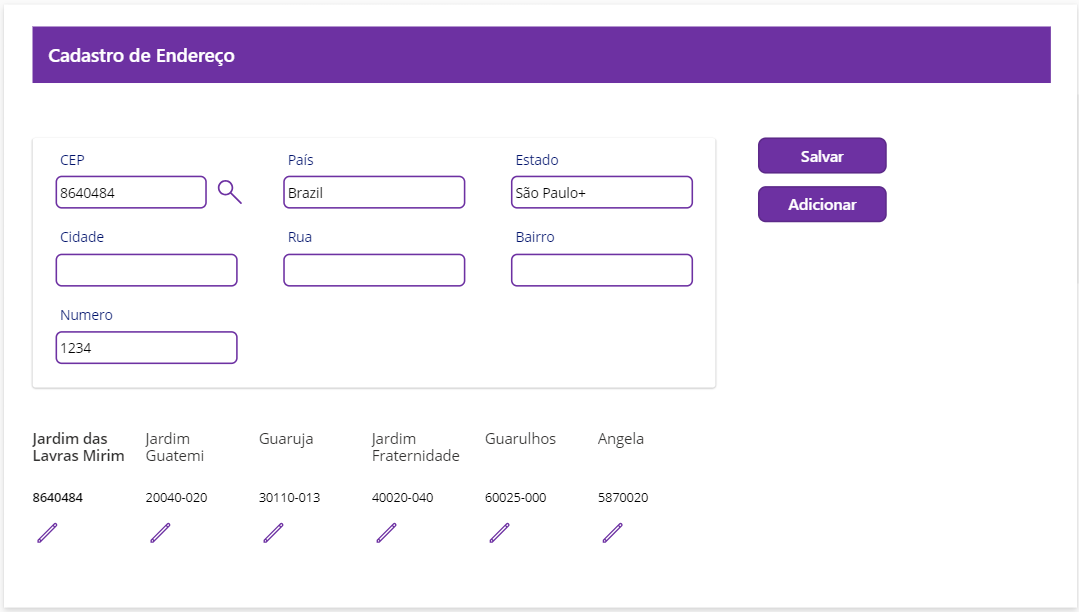 Cadastro de Endereço
CEP
País
Estado
8640484
Brazil
São Paulo+
Salvar
Adicionar
Cidade
Rua
Bairro
Numero
1234
Jardim das
Lavras Mirim
Jardim
Guatemi
Guaruja
Jardim
Fraternidade
Guarulhos
Angela
8640484
20040-020
30110-013
40020-040
60025-000
5870020